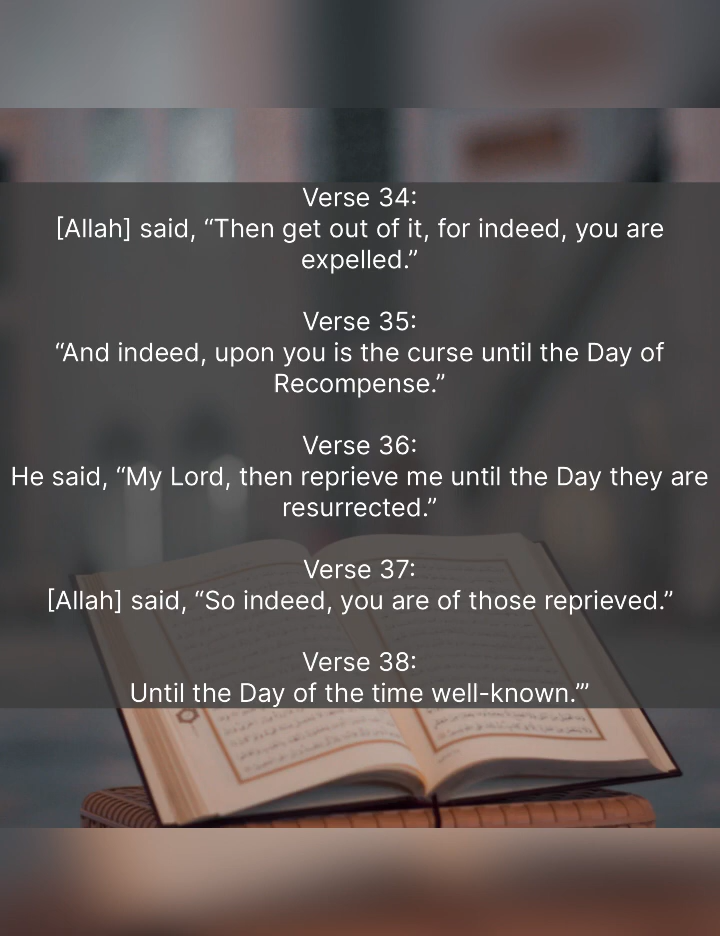 Verse 34:
[Allah] said, “Then get out of it, for indeed, you are
expelled.”
Verse 35:
“And indeed, upon you is the curse until the Day of
Recompense.”
Verse 36:
He said, “My Lord, then reprieve me until the Day they are
resurrected.”
Verse 37:
[Allah] said, “So indeed, you are of those reprieved.”
Verse 38:
Until the Day of the time well-known.”’